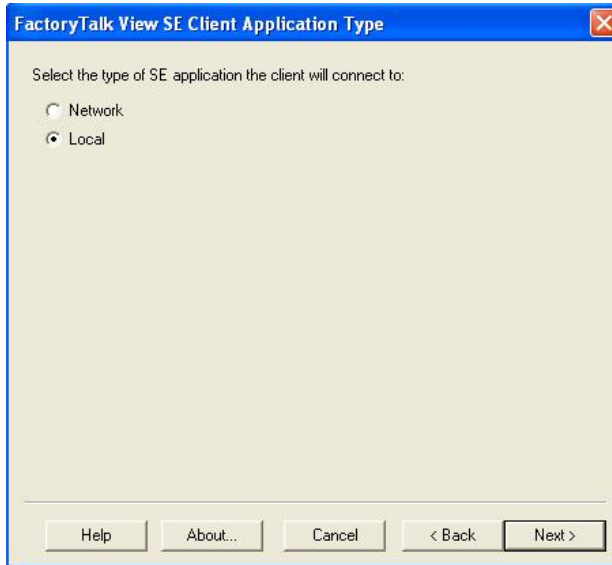 FactoryTalk View SE Client Application Type
Select the type of SE application the client will connect to:
Network
Local
Help About... Cancel < Back Next >